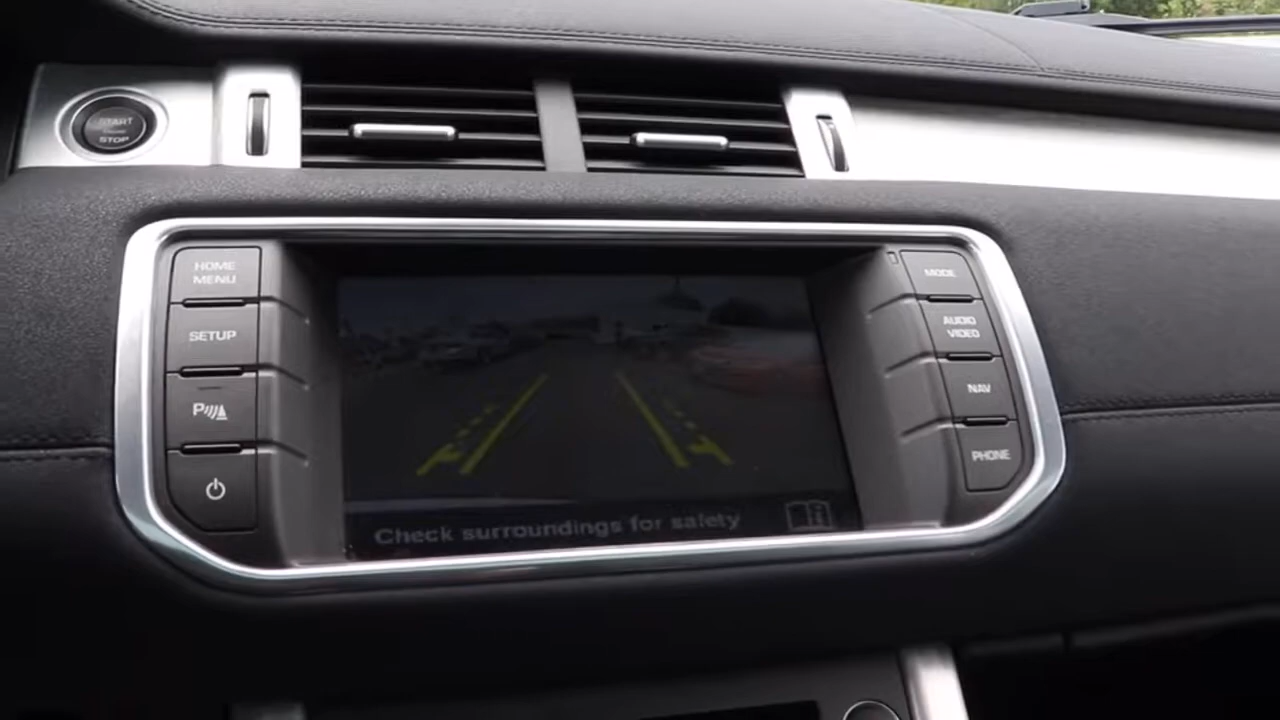 START
STOP
HOME
MENU
SETUP
P
MODE
AUDIO
VIDEO
NAV
PHONE
Check surroundings for safety